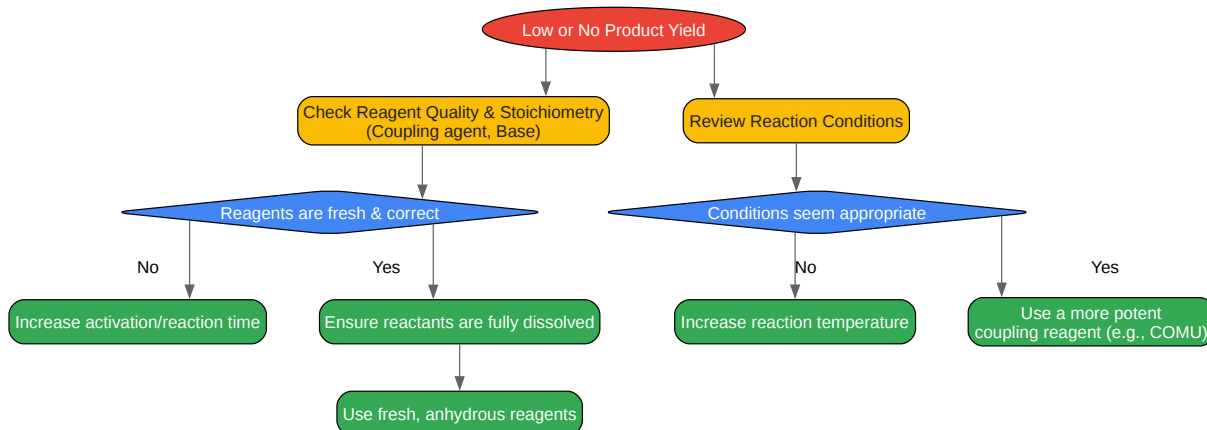 Low or No Product Yield
Check Reagent Quality & Stoichiometry
(Coupling agent, Base)
Review Reaction Conditions
Reagents are fresh & correct
Conditions seem appropriate
No
Yes
No
Yes
Increase activation/reaction time
Ensure reactants are fully dissolved
Increase reaction temperature
Use a more potent
coupling reagent (e.g., COMU)
Use fresh, anhydrous reagents